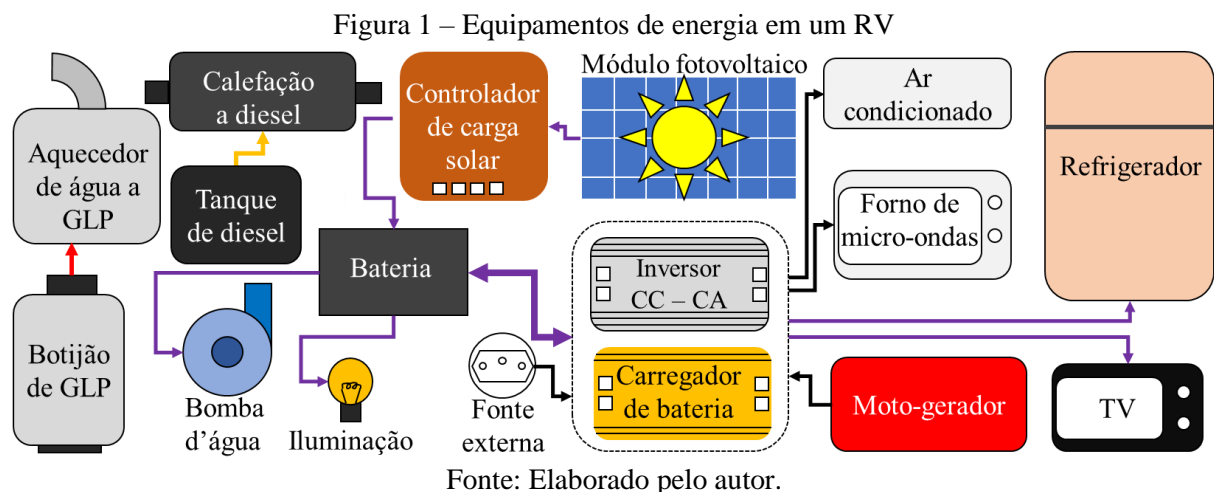 Figura 1 – Equipamentos de energia em um RV
Aquecedor
de água a
GLP
Botijão
de GLP
Calefação
a diesel
Tanque
de diesel
Controlador
de carga
solar
Módulo fotovoltaico
Ar
condicionado
Forno de
micro-ondas
Refrigerador
Bateria
Inversor
CC – CA
Carregador
de bateria
Bomba
d’água
Iluminação
Fonte
externa
Moto-gerador
TV
Fonte: Elaborado pelo autor.